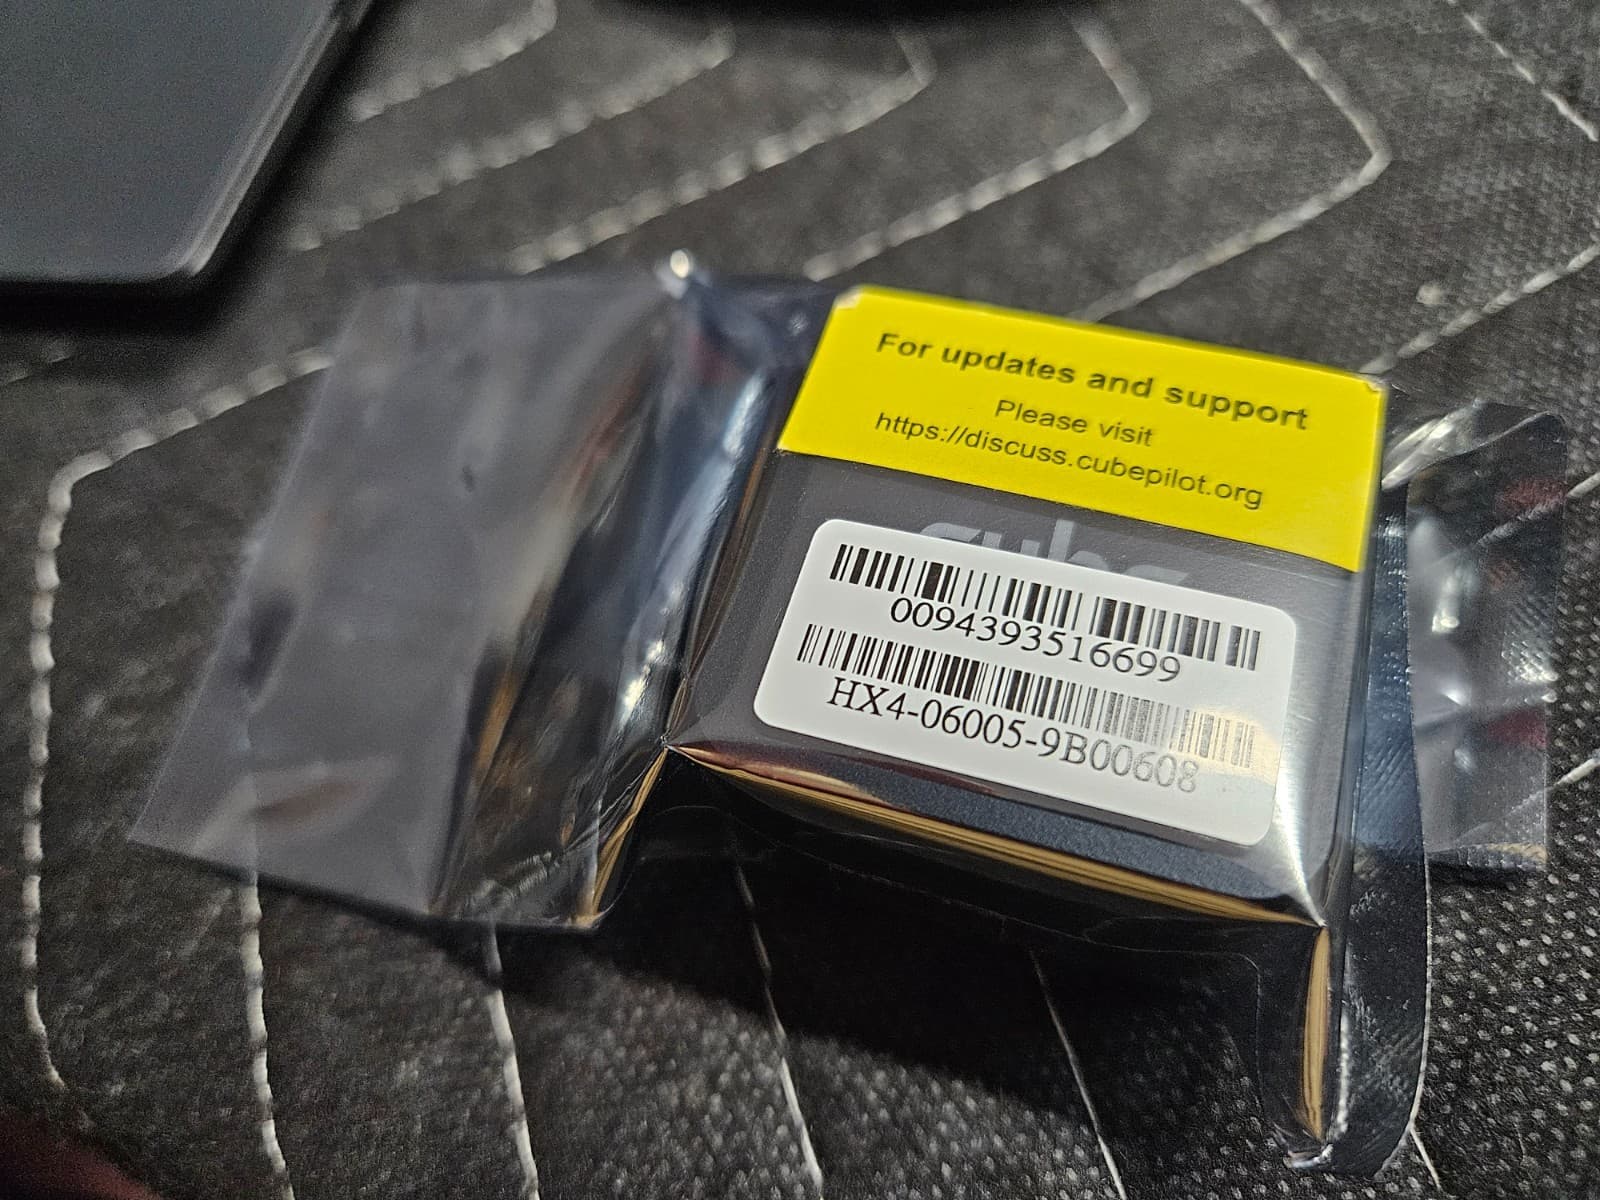 For updates and support
Please visit
https://discuss.cubepilot.org
0094393516699
HX4-06005-9B00608